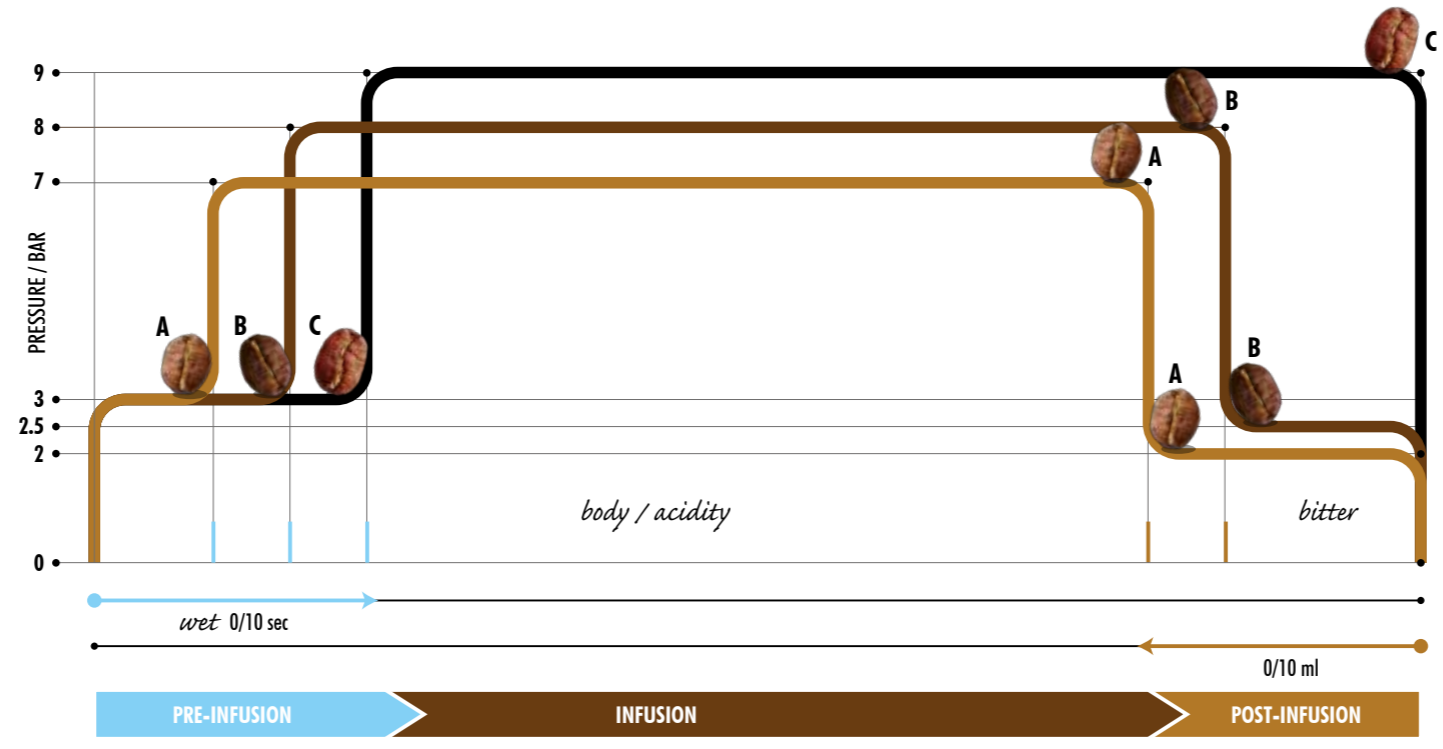 C
9
8
B
7
A
PRESSURE / BAR
A
B
C
B
A
3
2.5
2
body / acidity
bitter
0
wet 0/10 sec
0/10 ml
PRE-INFUSION
INFUSION
POST-INFUSION